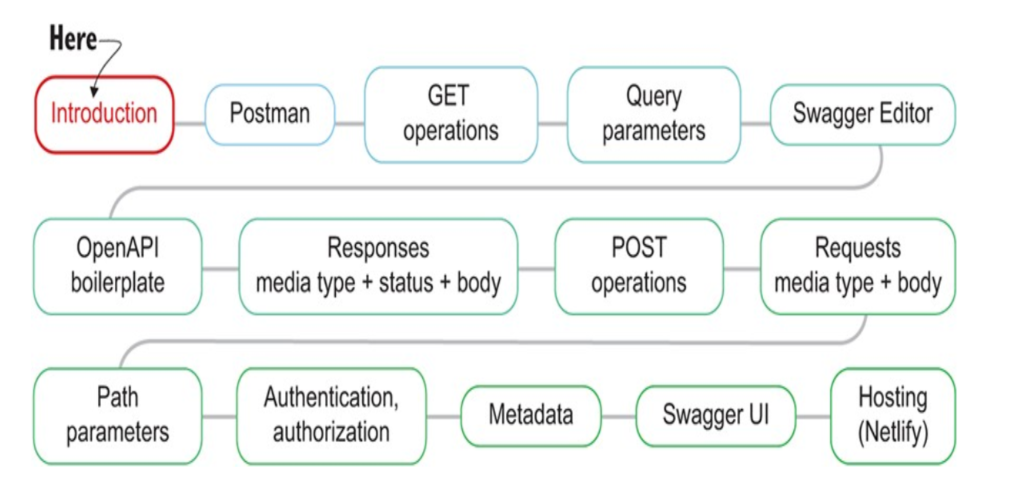 Here
Introduction
Postman
GET
operations
Query
parameters
Swagger Editor
OpenAPI
boilerplate
Responses
media type + status + body
POST
operations
Requests
media type + body
Path
parameters
Authentication,
authorization
Metadata
Swagger UI
Hosting
(Netlify)